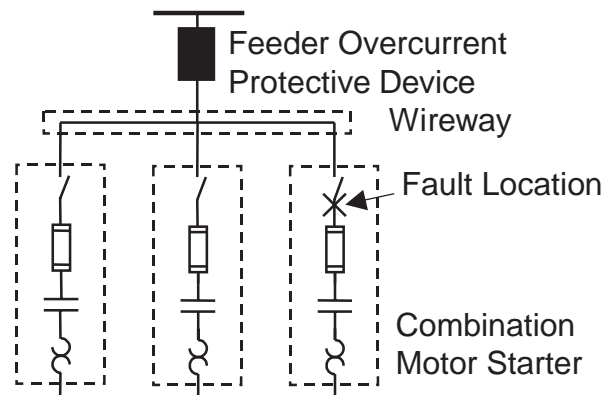 Feeder Overcurrent
Protective Device
Wireway
Fault Location
Combination
Motor Starter